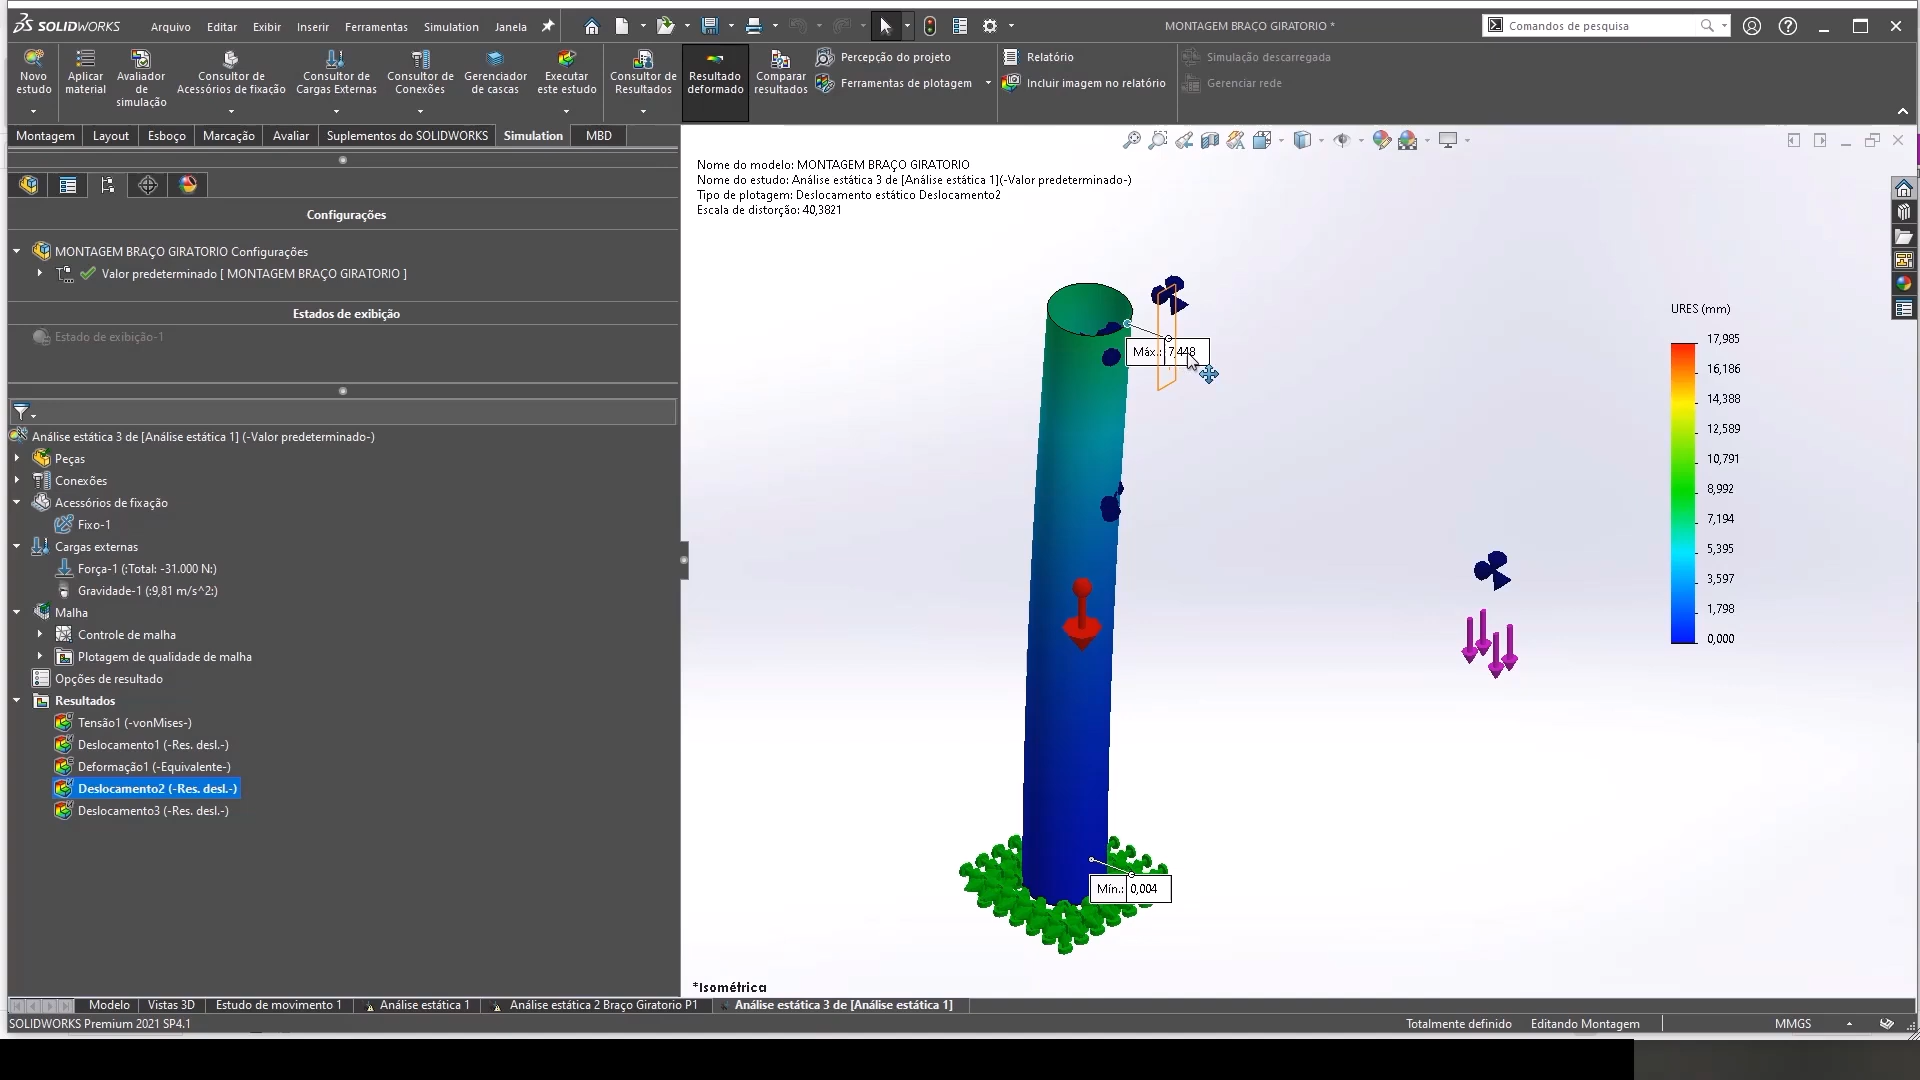 SOLIDWORKS
Arquivo Editar Exibir Inserir Ferramentas Simulation Janela
MONTAGEM BRAÇO GIRATORIO *
Comandos de pesquisa
Novo estudo
Aplicar material
Avaliador de simulação
Consultor de Acessórios de fixação
Consultor de Cargas Externas
Consultor de Conexões
Gerenciador de cascas
Executar este estudo
Consultor de Resultados
Resultado deformado
Comparar resultados
Percepção do projeto
Ferramentas de plotagem
Relatório
Incluir imagem no relatório
Simulação descarregada
Gerenciar rede
Montagem Layout Esboço Marcação Avaliar Suplementos do SOLIDWORKS Simulation MBD
Configurações
MONTAGEM BRAÇO GIRATORIO Configurações
Valor predeterminado [ MONTAGEM BRAÇO GIRATORIO ]
Estados de exibição
Estado de exibição-1
Análise estática 3 de [Análise estática 1] (-Valor predeterminado-)
Peças
Conexões
Acessórios de fixação
Fixo-1
Cargas externas
Força-1 (:Total: -31.000 N:)
Gravidade-1 (:9,81 m/s^2:)
Malha
Controle de malha
Plotagem de qualidade de malha
Opções de resultado
Resultados
Tensão1 (-vonMises-)
Deslocamento1 (-Res. desl.-)
Deformação1 (-Equivalente-)
Deslocamento2 (-Res. desl.-)
Deslocamento3 (-Res. desl.-)
Nome do modelo: MONTAGEM BRAÇO GIRATORIO
Nome do estudo: Análise estática 3 de [Análise estática 1](-Valor predeterminado-)
Tipo de plotagem: Deslocamento estático Deslocamento2
Escala de distorção: 40,3821
Máx.: 7,448
Mín.: 0,004
URES (mm)
17,985
16,186
14,388
12,589
10,791
8,992
7,194
5,395
3,597
1,798
0,000
*Isométrica
Modelo Vistas 3D Estudo de movimento 1 Análise estática 1 Análise estática 2 Braço Giratorio P1 Análise estática 3 de [Análise estática 1]
SOLIDWORKS Premium 2021 SP4.1
Totalmente definido Editando Montagem MMGS